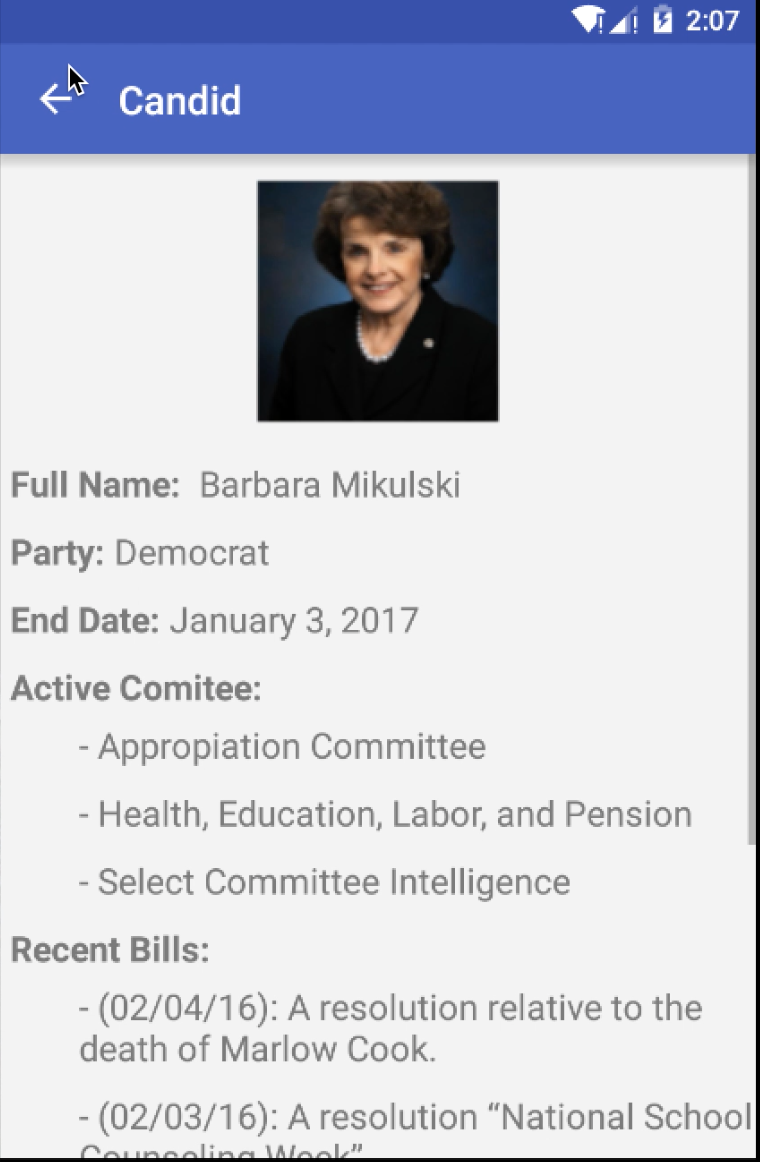 2:07
Candid
Full Name: Barbara Mikulski
Party: Democrat
End Date: January 3, 2017
Active Comitee:
- Appropiation Committee
- Health, Education, Labor, and Pension
- Select Committee Intelligence
Recent Bills:
- (02/04/16): A resolution relative to the
death of Marlow Cook.
- (02/03/16): A resolution “National School
Counseling Week”